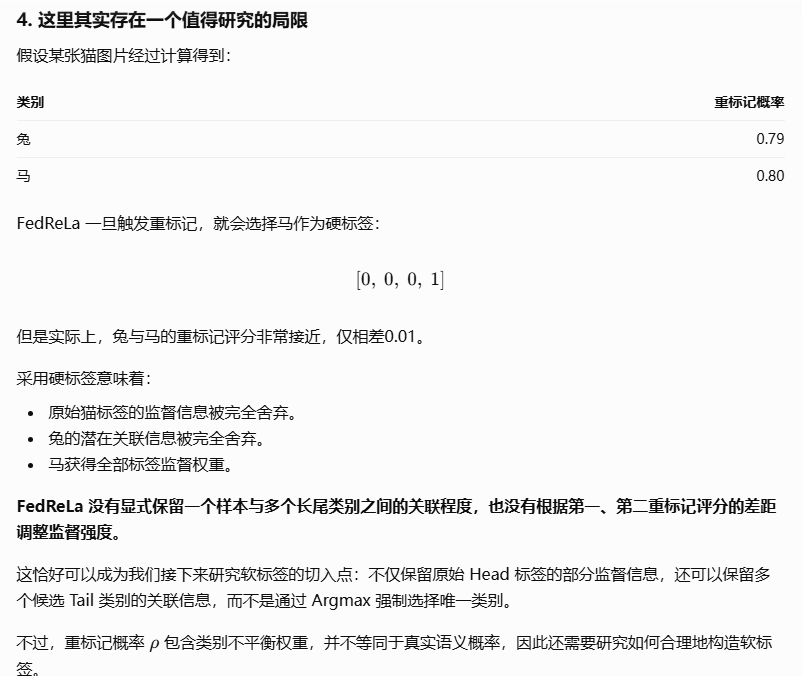 4. 这里其实存在一个值得研究的局限
假设某张猫图片经过计算得到：
类别 重标记概率
兔 0.79
马 0.80
FedReLa 一旦触发重标记，就会选择马作为硬标签：
[0, 0, 0, 1]
但是实际上，兔与马的重标记评分非常接近，仅相差0.01。
采用硬标签意味着：
• 原始猫标签的监督信息被完全舍弃。
• 兔的潜在关联信息被完全舍弃。
• 马获得全部标签监督权重。
FedReLa 没有显式保留一个样本与多个长尾类别之间的关联程度，也没有根据第一、第二重标记评分的差距
调整监督强度。
这恰好可以成为我们接下来研究软标签的切入点：不仅保留原始 Head 标签的部分监督信息，还可以保留多
个候选 Tail 类别的关联信息，而不是通过 Argmax 强制选择唯一类别。
不过，重标记概率 ρ 包含类别不平衡权重，并不等同于真实语义概率，因此还需要研究如何合理地构造软标
签。